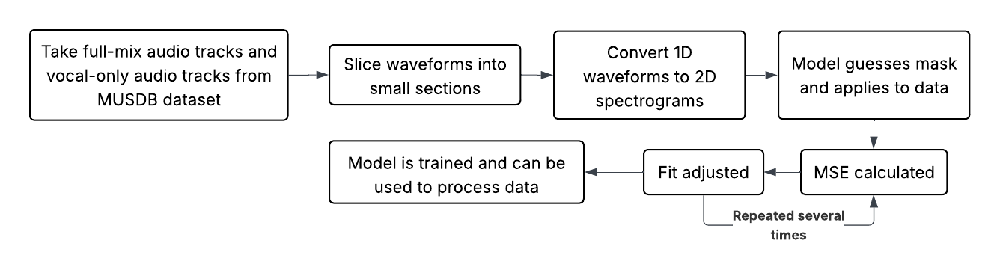 Take full-mix audio tracks and
vocal-only audio tracks from
MUSDB dataset
Slice waveforms into
small sections
Convert 1D
waveforms to 2D
spectrograms
Model guesses mask
and applies to data
MSE calculated
Fit adjusted
Repeated several
times
Model is trained and can be
used to process data